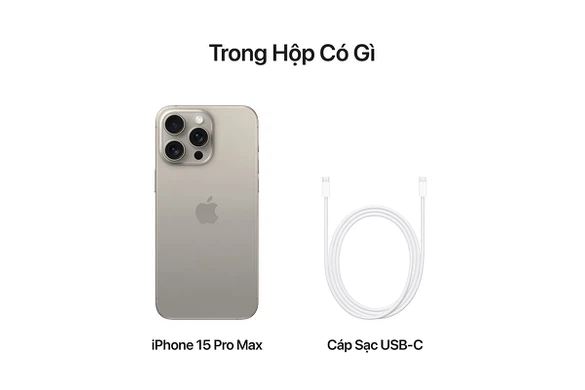 Trong Hộp Có Gì
iPhone 15 Pro Max
Cáp Sạc USB-C